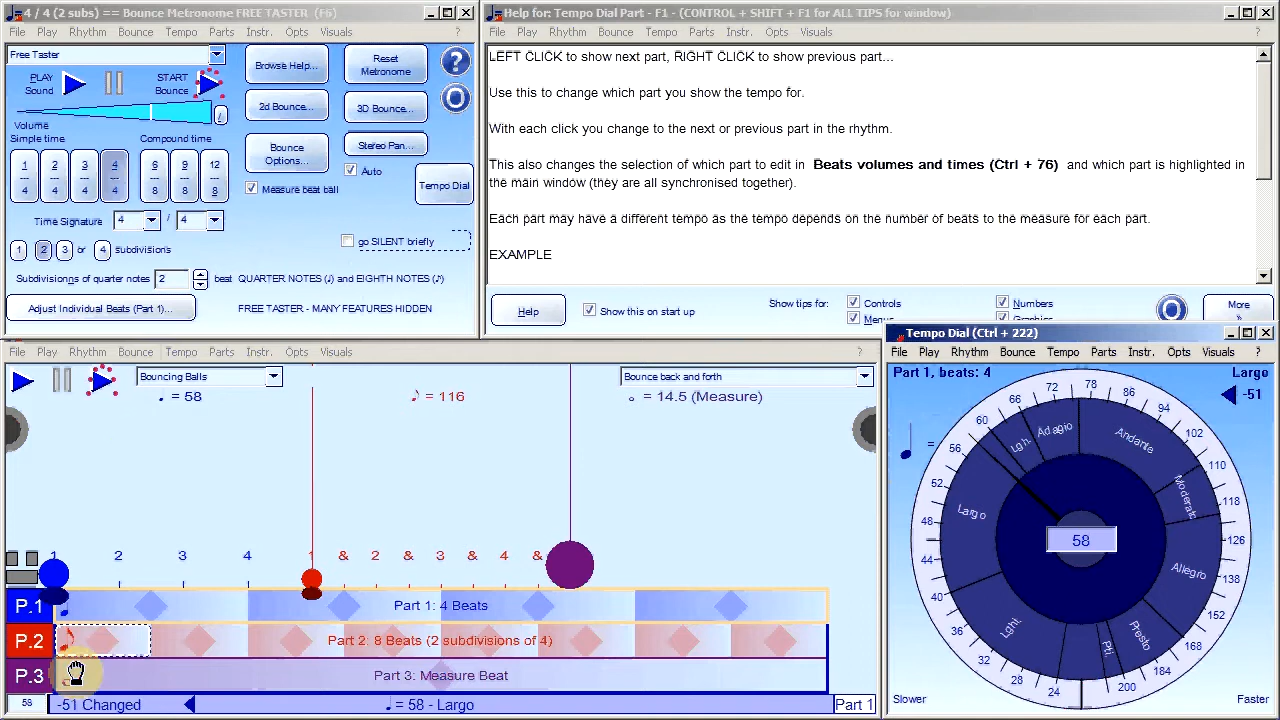 4 / 4 (2 subs) == Bounce Metronome FREE TASTER (F6)
File Play Rhythm Bounce Tempo Parts Instr. Opts Visuals ?
Free Taster
PLAY Sound
START Bounce
Volume
Simple time
Compound time
1 4 2 4 3 4 4 4 6 8 9 8 12 8
Time Signature 4 / 4
1 2 3 or 4 subdivisions
Subdivisions of quarter notes 2 beat QUARTER NOTES (♩) and EIGHTH NOTES (♪)
Adjust Individual Beats (Part 1)...
FREE TASTER - MANY FEATURES HIDDEN
Browse Help...
Reset Metronome
?
2d Bounce...
3D Bounce...
O
Bounce Options...
Stereo Pan...
Auto
Measure beat ball
Tempo Dial
go SILENT briefly
Help for: Tempo Dial Part - F1 - (CONTROL + SHIFT + F1 for ALL TIPS for window)
File Play Rhythm Bounce Tempo Parts Instr. Opts Visuals
LEFT CLICK to show next part, RIGHT CLICK to show previous part...
Use this to change which part you show the tempo for.
With each click you change to the next or previous part in the rhythm.
This also changes the selection of which part to edit in Beats volumes and times (Ctrl + 76) and which part is highlighted in
the main window (they are all synchronised together).
Each part may have a different tempo as the tempo depends on the number of beats to the measure for each part.
EXAMPLE
Help
Show this on start up
Show tips for:
Controls
Menus
Numbers
Graphics
O
More
»
File Play Rhythm Bounce Tempo Parts Instr. Opts Visuals ?
Bouncing Balls
Bounce back and forth
♩ = 58
♪ = 116
𝅝 = 14.5 (Measure)
1 2 3 4 1 & 2 & 3 & 4 &
P.1 Part 1: 4 Beats
P.2 Part 2: 8 Beats (2 subdivisions of 4)
P.3 Part 3: Measure Beat
58 -51 Changed ♩ = 58 - Largo Part 1
Tempo Dial (Ctrl + 222)
File Play Rhythm Bounce Tempo Parts Instr. Opts Visuals ?
Part 1, beats: 4
Largo
-51
♩ =
24 28 32 36 40 44 48 52 56 60 66 72 78 86 94 102 110 118 126 138 152 168 184 200
Lght. Largo Lgh. Adagio Andante Moderato Allegro Presto Pti.
58
Slower
Faster